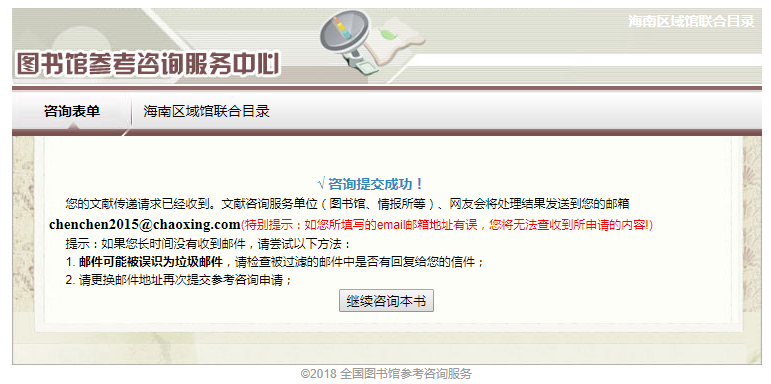 海南区域馆联合目录
图书馆参考咨询服务中心
咨询表单 海南区域馆联合目录
√ 咨询提交成功！
您的文献传递请求已经收到。文献咨询服务单位（图书馆、情报所等）、网友会将处理结果发送到您的邮箱
chenchen2015@chaoxing.com(特别提示：如您所填写的email邮箱地址有误，您将无法查收到所申请的内容!)
提示：如果您长时间没有收到邮件，请尝试以下方法：
1. 邮件可能被误识为垃圾邮件，请检查被过滤的邮件中是否有回复给您的信件；
2. 请更换邮件地址再次提交参考咨询申请；
继续咨询本书
©2018 全国图书馆参考咨询服务